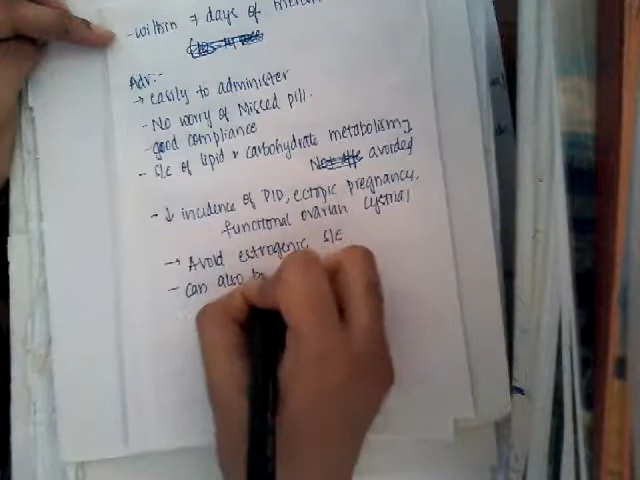 -within 7 days of
Adv:-
→ easily to administer
- No worry of Missed pill.
-good compliance
- S/E of lipid & carbohydrate metabolism
avoided
- ↓ incidence of PID, ectopic pregnancy,
functional ovarian
→ Avoid estrogenic S/E
- can also